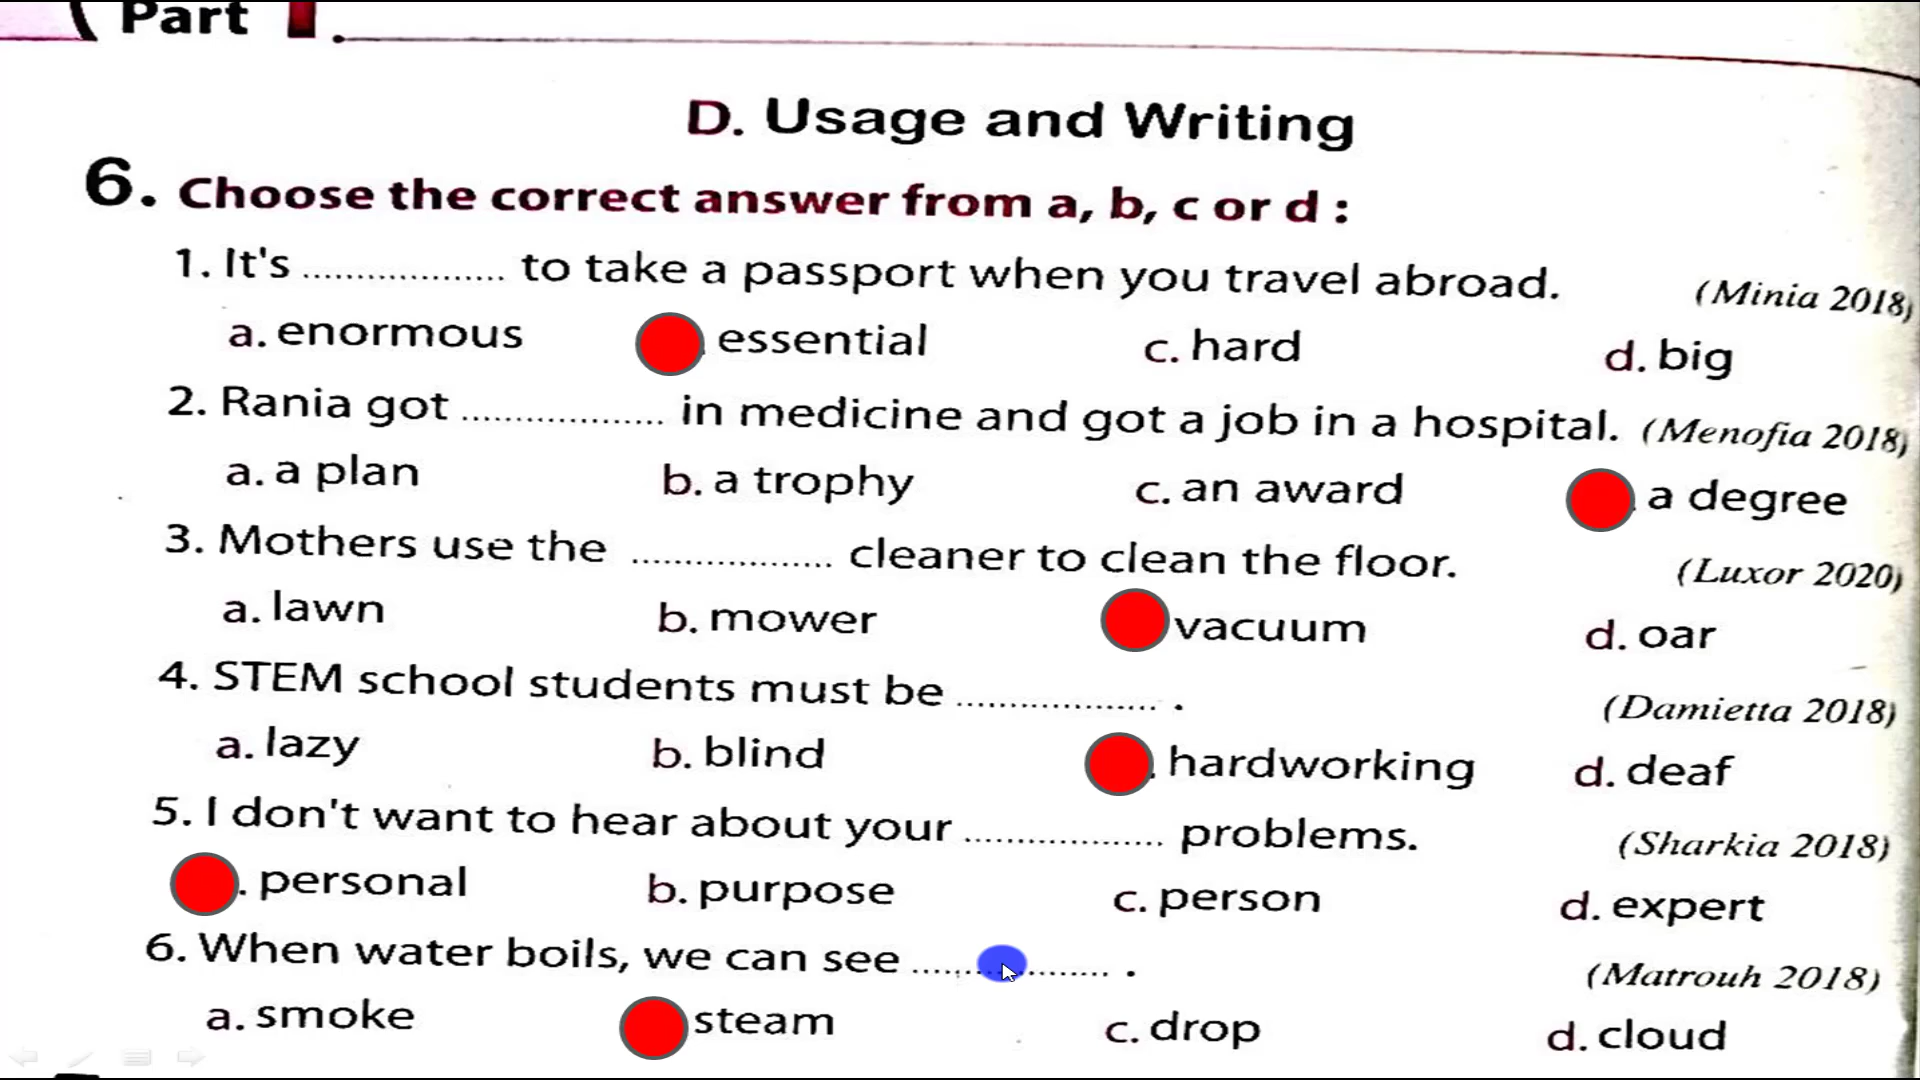 Part 1
D. Usage and Writing
6. Choose the correct answer from a, b, c or d :
1. It's .................. to take a passport when you travel abroad. (Minia 2018)
a. enormous essential c. hard d. big
2. Rania got .................. in medicine and got a job in a hospital. (Menofia 2018)
a. a plan b. a trophy c. an award a degree
3. Mothers use the .................. cleaner to clean the floor. (Luxor 2020)
a. lawn b. mower vacuum d. oar
4. STEM school students must be .................. . (Damietta 2018)
a. lazy b. blind hardworking d. deaf
5. I don't want to hear about your .................. problems. (Sharkia 2018)
personal b. purpose c. person d. expert
6. When water boils, we can see .................. . (Matrouh 2018)
a. smoke steam c. drop d. cloud